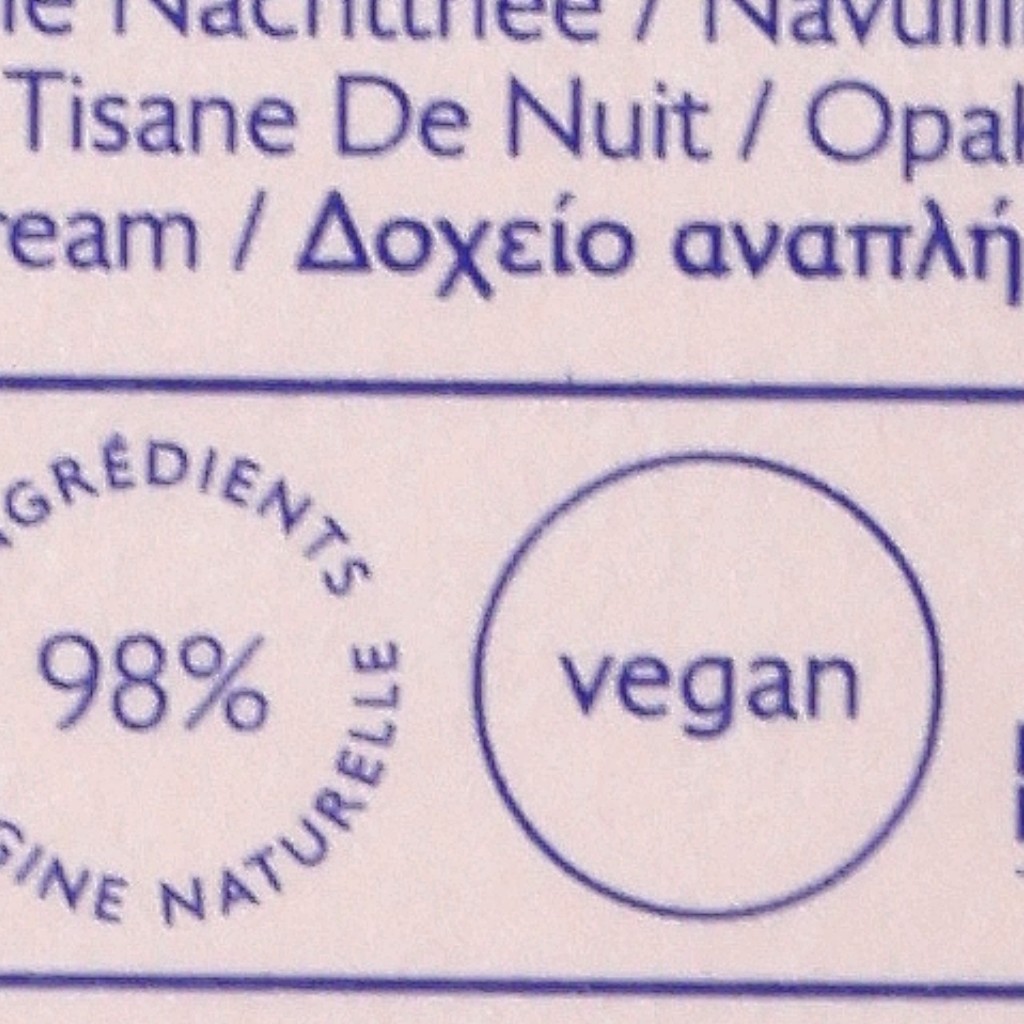 Tisane De Nuit / Opal
ream / Δοχείο αναπλή
GRÉDIENTS
98%
GINE NATURELLE
vegan